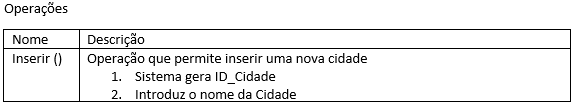 Operações
Nome Descrição
Inserir () Operação que permite inserir uma nova cidade
1. Sistema gera ID_Cidade
2. Introduz o nome da Cidade